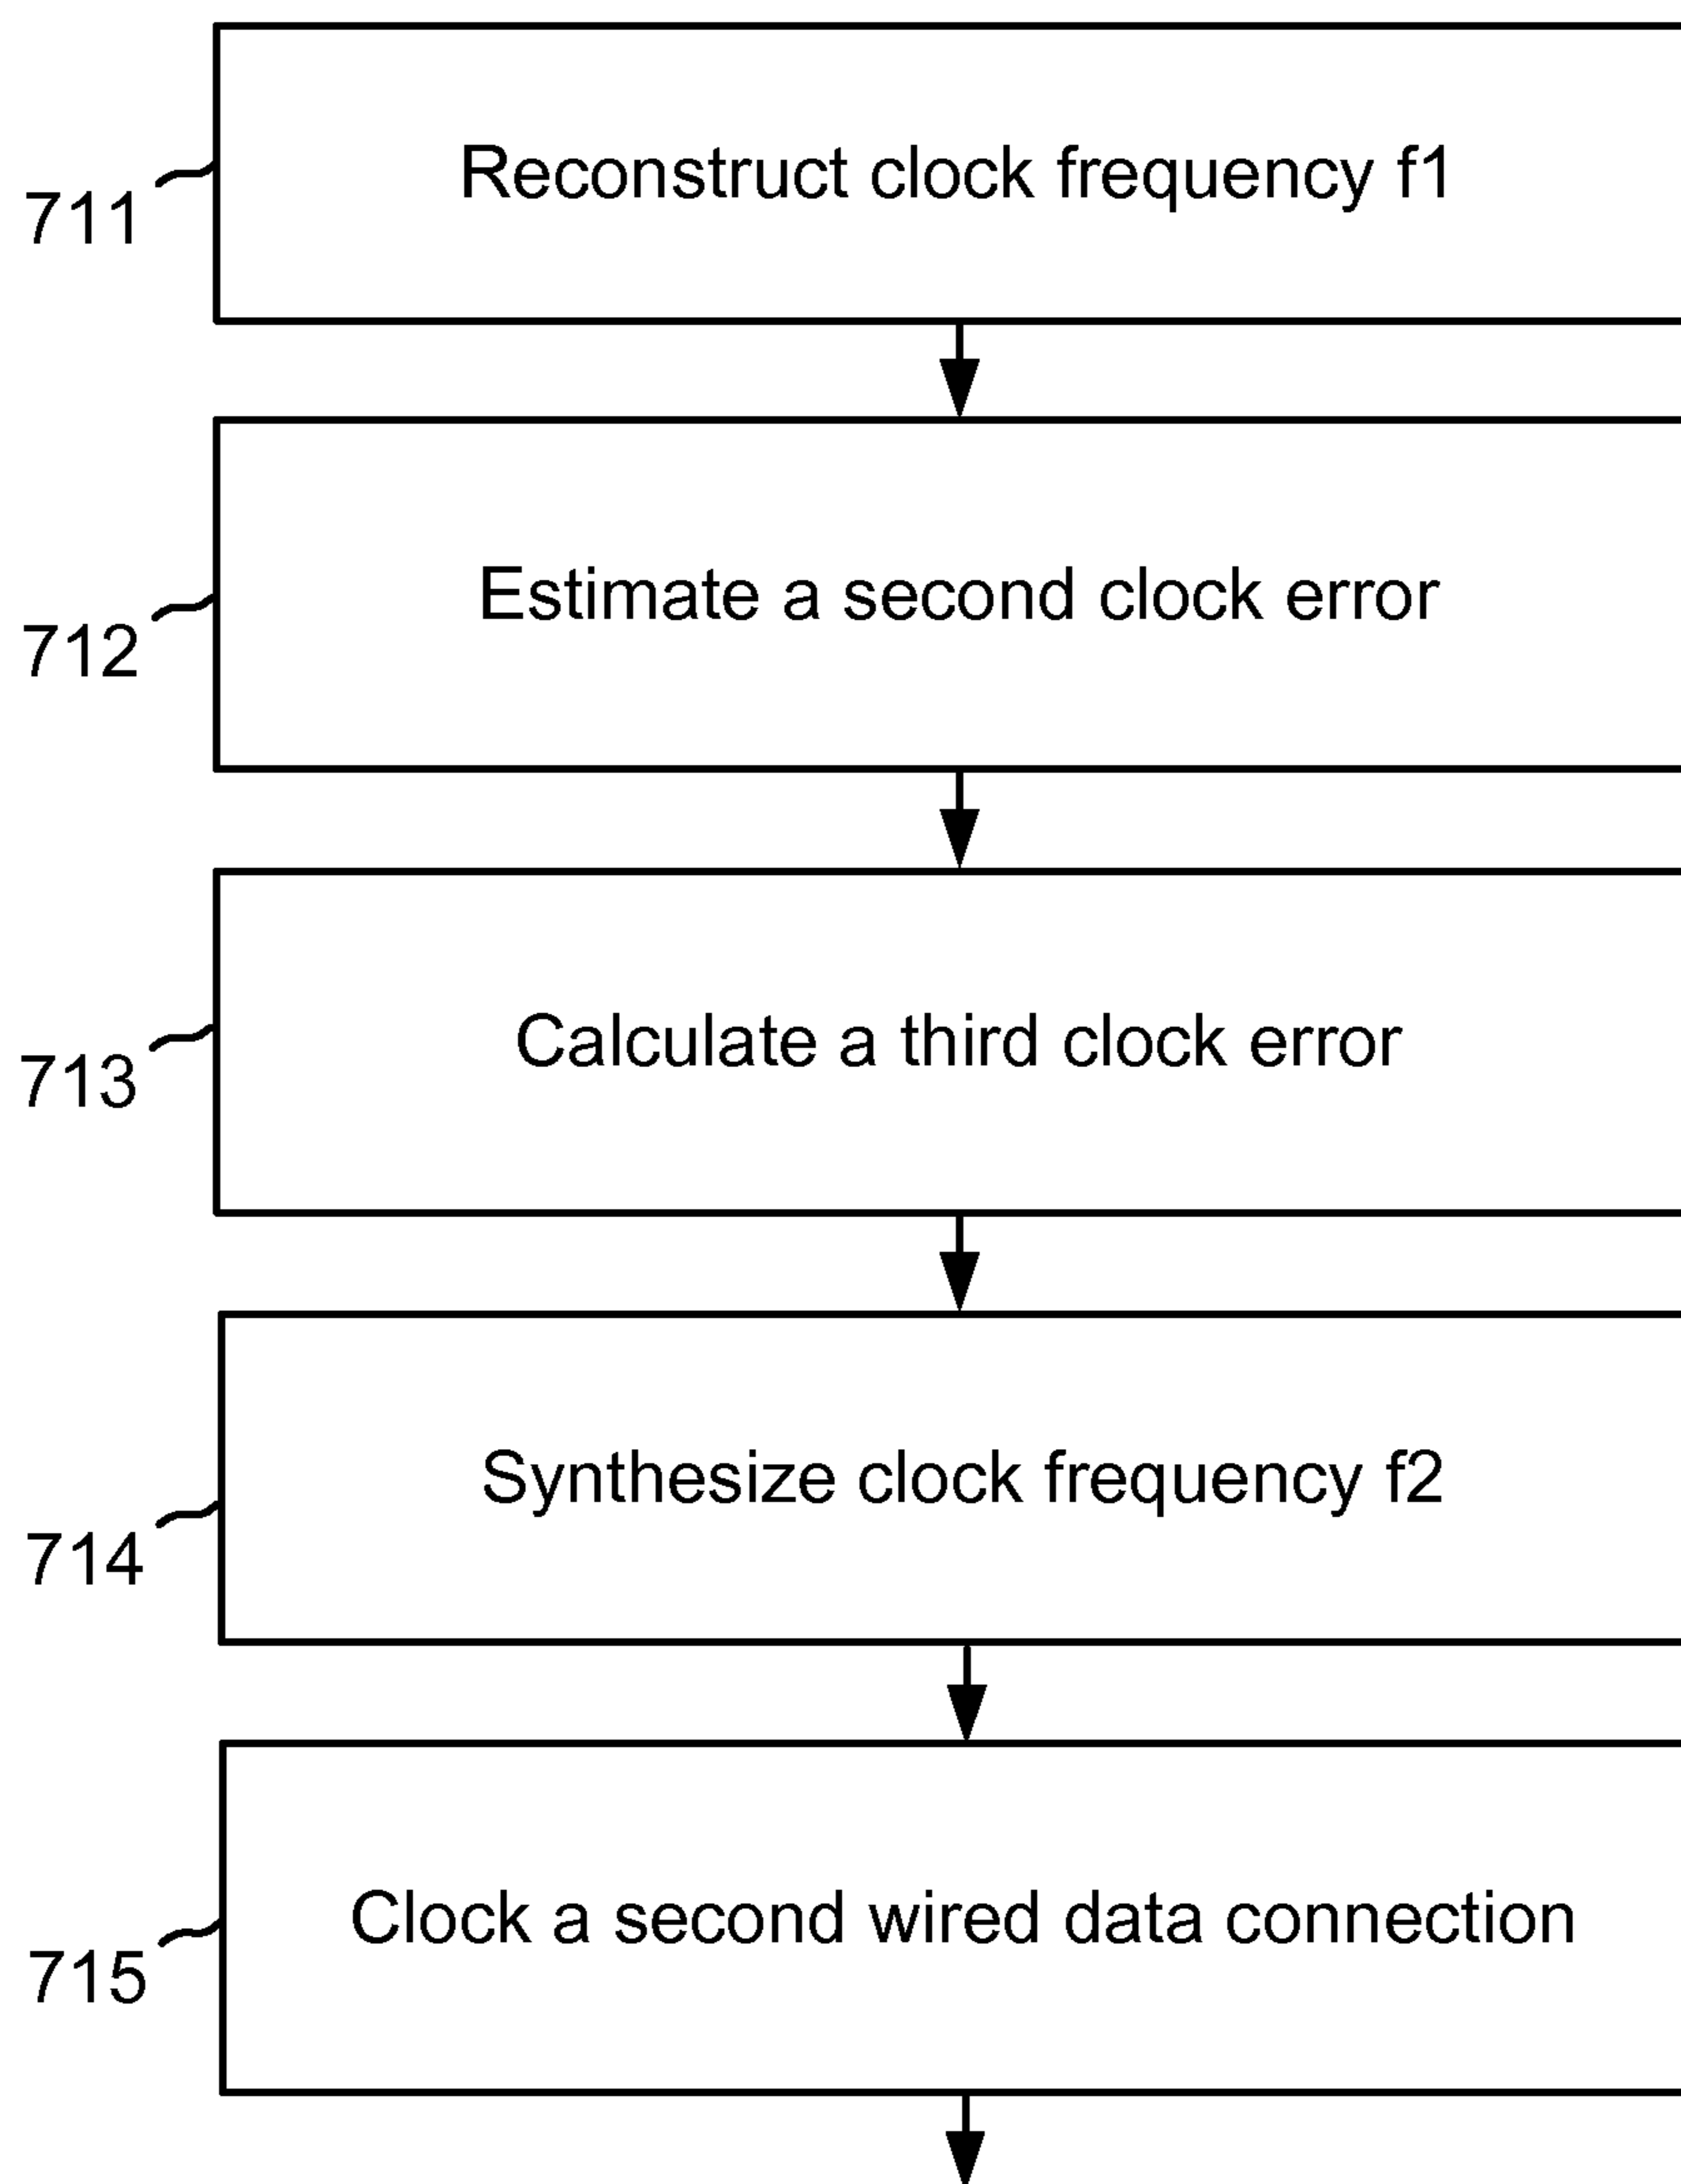 Reconstruct clock frequency f1
711
Estimate a second clock error
712
Calculate a third clock error
713
Synthesize clock frequency f2
714
Clock a second wired data connection
715